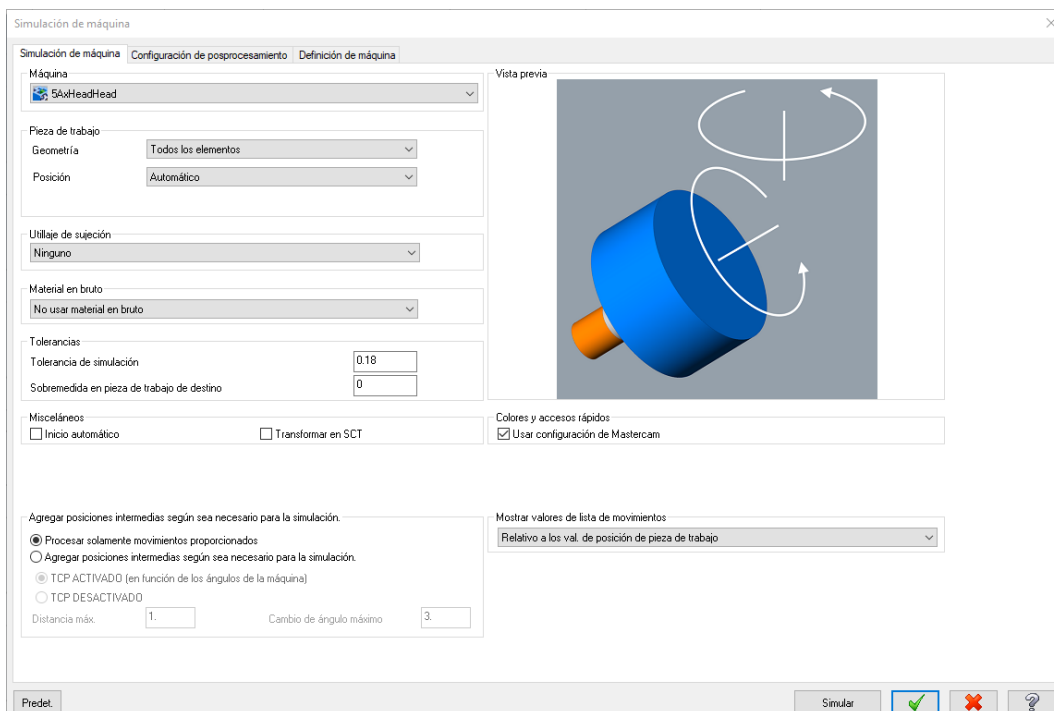 Simulación de máquina
Simulación de máquina
Configuración de posprocesamiento
Definición de máquina
Máquina
5AxHeadHead
Pieza de trabajo
Geometría
Todos los elementos
Posición
Automático
Utillaje de sujeción
Ninguno
Material en bruto
No usar material en bruto
Tolerancias
Tolerancia de simulación
0.18
Sobremedida en pieza de trabajo de destino
0
Misceláneos
Inicio automático
Transformar en SCT
Vista previa
Colores y accesos rápidos
Usar configuración de Mastercam
Agregar posiciones intermedias según sea necesario para la simulación.
Procesar solamente movimientos proporcionados
Agregar posiciones intermedias según sea necesario para la simulación.
TCP ACTIVADO (en función de los ángulos de la máquina)
TCP DESACTIVADO
Distancia máx.
1.
Cambio de ángulo máximo
3.
Mostrar valores de lista de movimientos
Relativo a los val. de posición de pieza de trabajo
Predet.
Simular